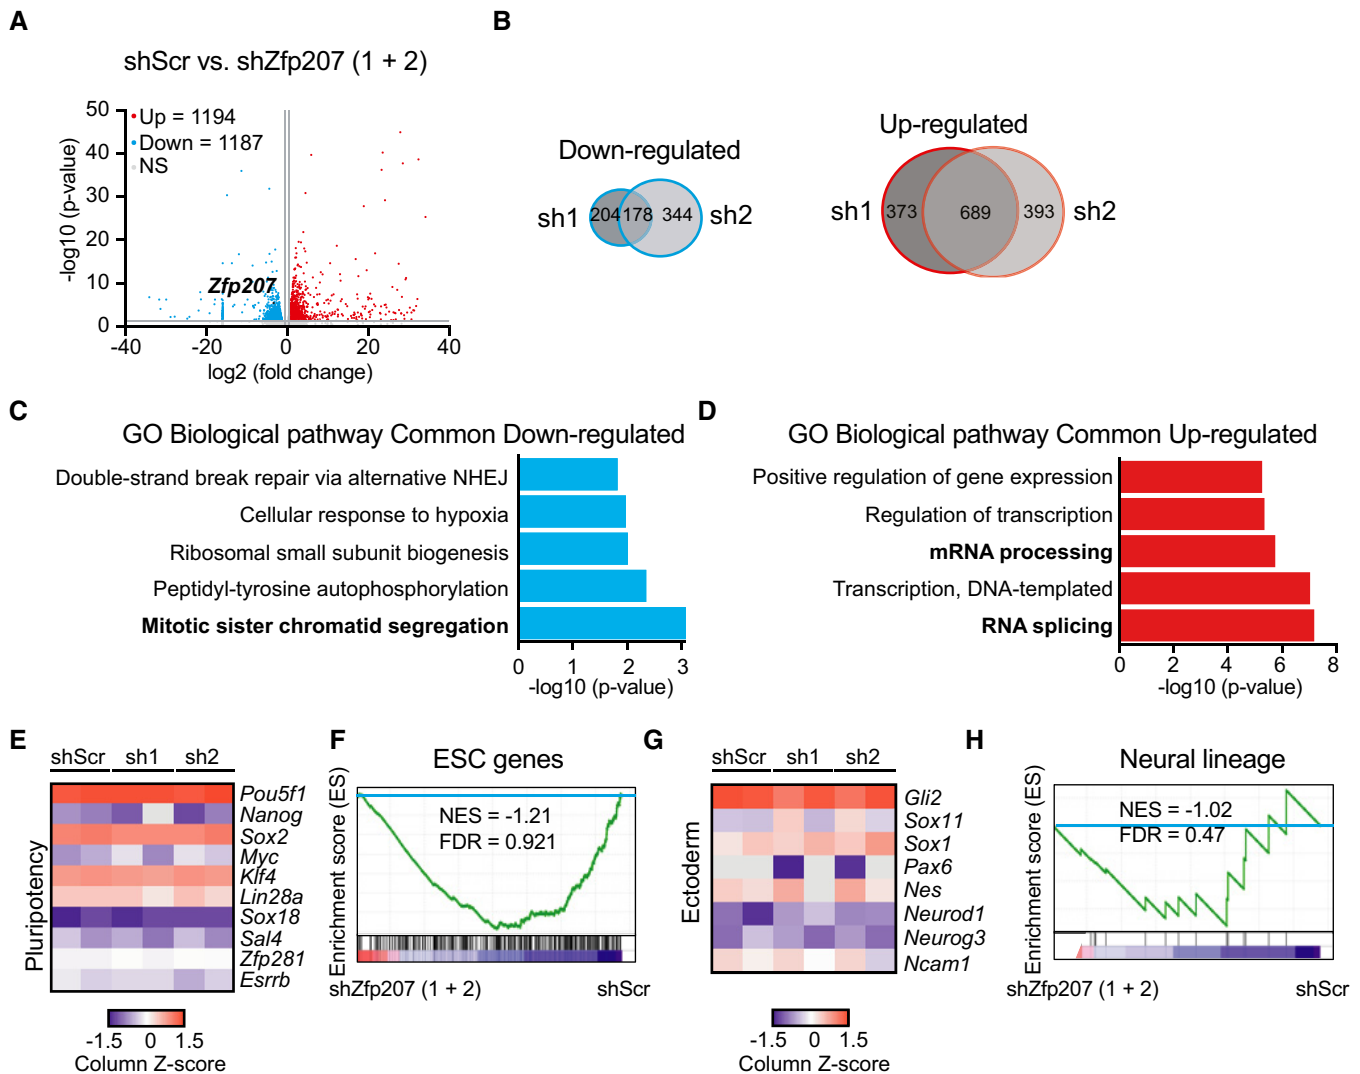 A
shScr vs. shZfp207 (1 + 2)
50
40
30
20
10
0
-log10 (p-value)
Up = 1194
Down = 1187
NS
Zfp207
-40
-20
0
20
40
log2 (fold change)
B
Down-regulated
sh1
204
178
344
sh2
Up-regulated
sh1
373
689
393
sh2
C
GO Biological pathway Common Down-regulated
Double-strand break repair via alternative NHEJ
Cellular response to hypoxia
Ribosomal small subunit biogenesis
Peptidyl-tyrosine autophosphorylation
Mitotic sister chromatid segregation
0
1
2
3
-log10 (p-value)
D
GO Biological pathway Common Up-regulated
Positive regulation of gene expression
Regulation of transcription
mRNA processing
Transcription, DNA-templated
RNA splicing
0
2
4
6
8
-log10 (p-value)
E
shScr
sh1
sh2
Pluripotency
Pou5f1
Nanog
Sox2
Myc
Klf4
Lin28a
Sox18
Sal4
Zfp281
Esrrb
-1.5
0
1.5
Column Z-score
F
ESC genes
Enrichment score (ES)
NES = -1.21
FDR = 0.921
shZfp207 (1 + 2)
shScr
G
shScr
sh1
sh2
Ectoderm
Gli2
Sox11
Sox1
Pax6
Nes
Neurod1
Neurog3
Ncam1
-1.5
0
1.5
Column Z-score
H
Neural lineage
Enrichment score (ES)
NES = -1.02
FDR = 0.47
shZfp207 (1 + 2)
shScr